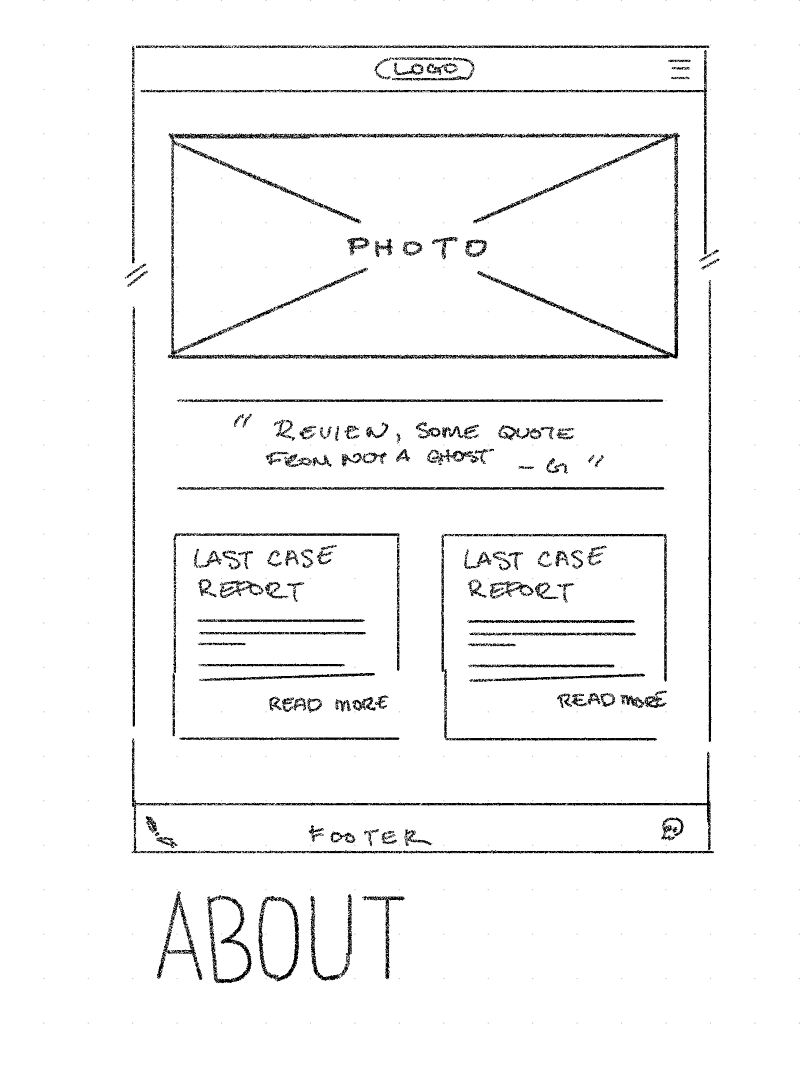 LOGO
PHOTO
" REVIEW, SOME QUOTE
FROM NOT A GHOST - G "
LAST CASE
REPORT
READ MORE
LAST CASE
REPORT
READ MORE
FOOTER
ABOUT